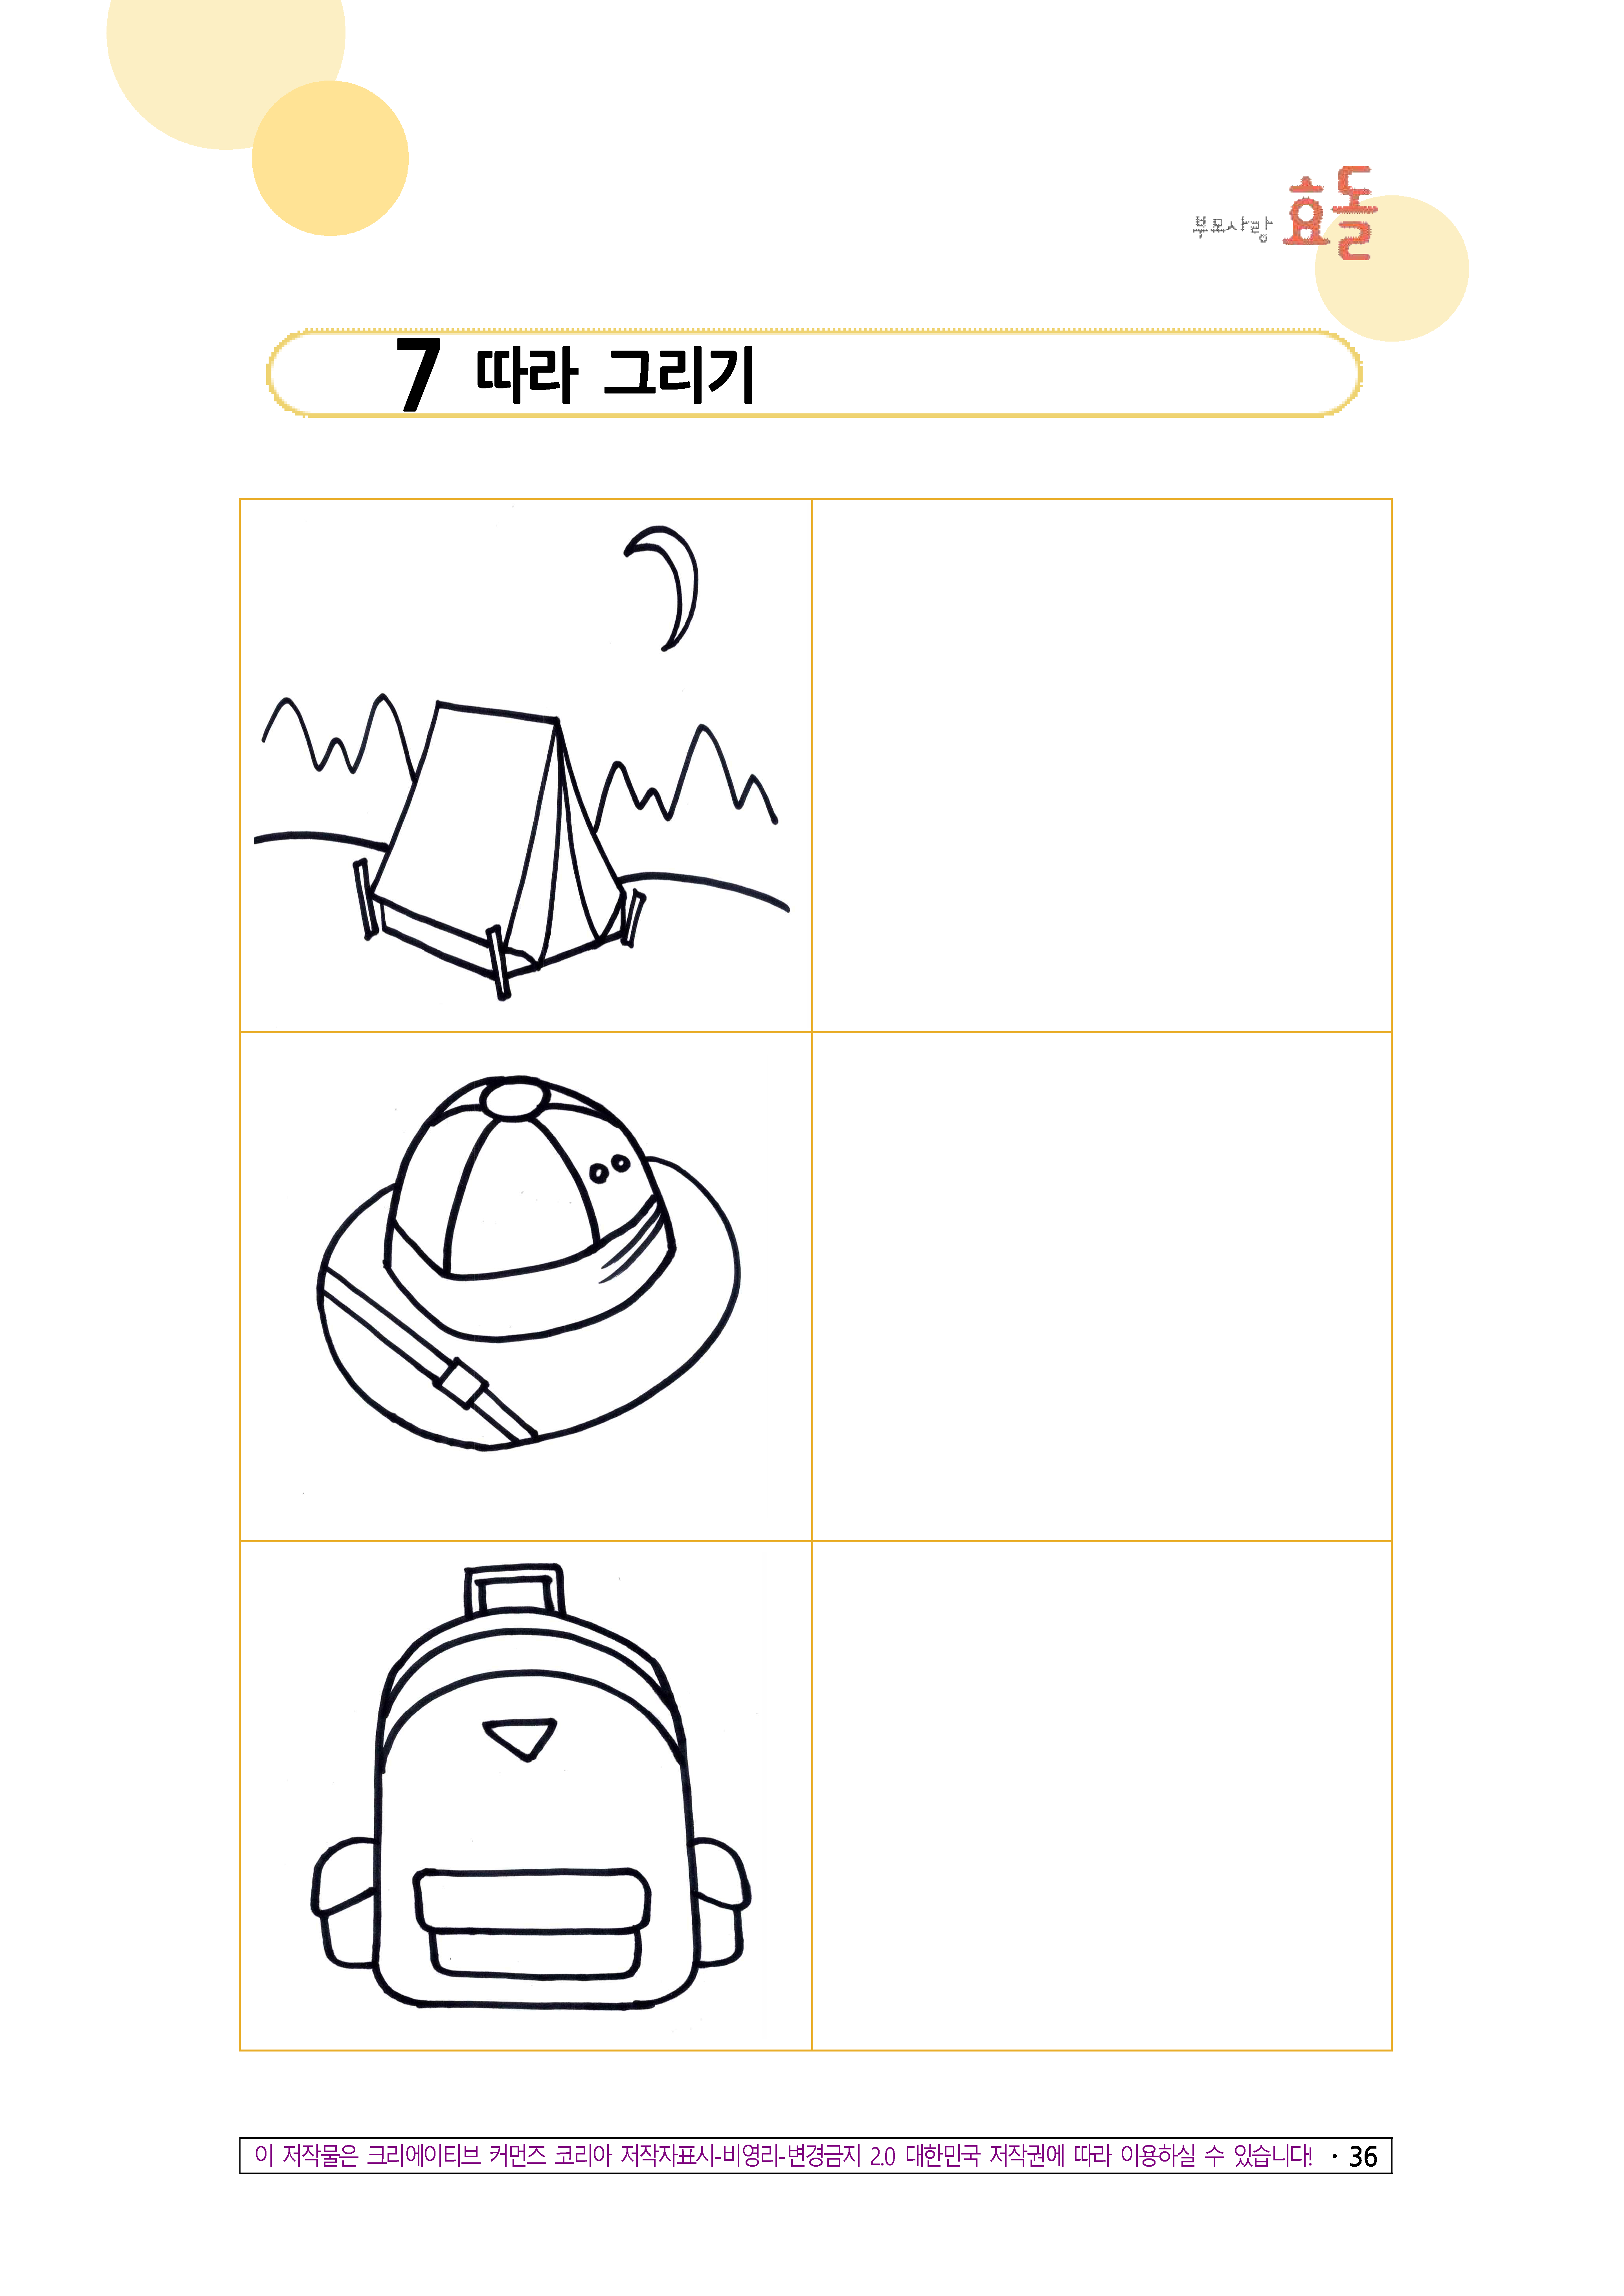 부모사랑 효돌
7 따라 그리기
이 저작물은 크리에이티브 커먼즈 코리아 저작자표시-비영리-변경금지 2.0 대한민국 저작권에 따라 이용하실 수 있습니다! · 36